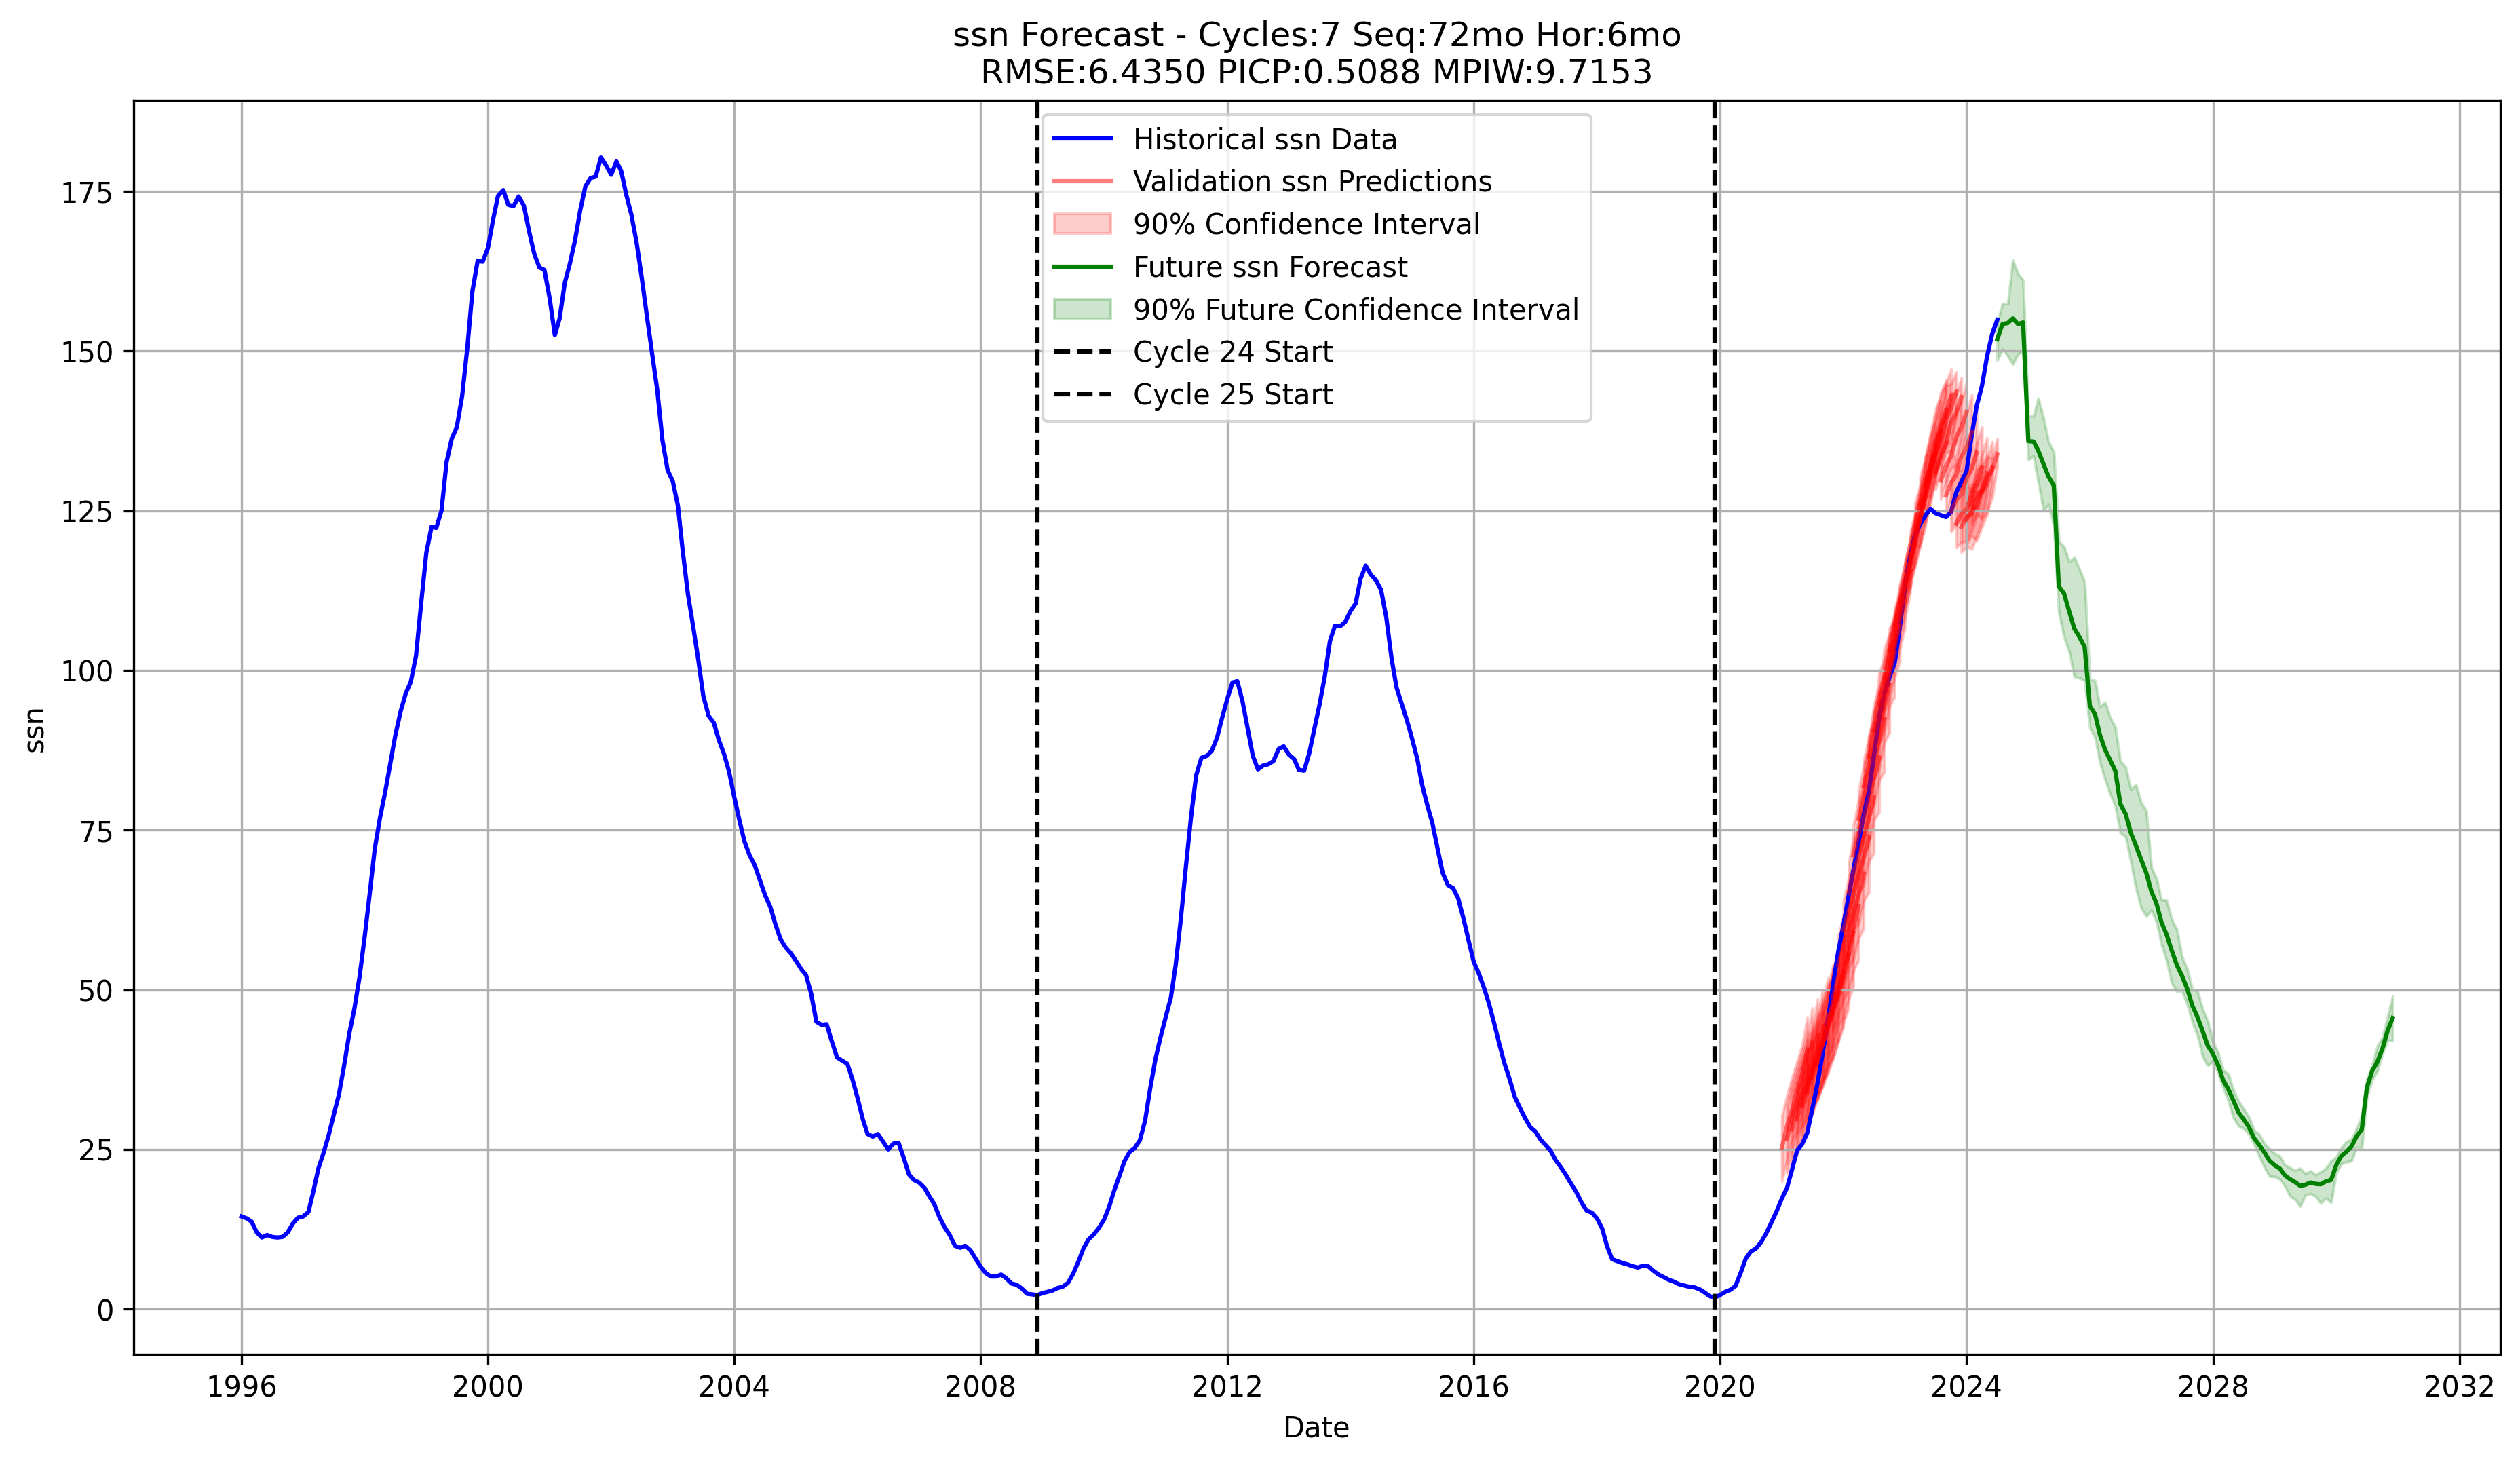 ssn Forecast - Cycles:7 Seq:72mo Hor:6mo
RMSE:6.4350 PICP:0.5088 MPIW:9.7153
Historical ssn Data
Validation ssn Predictions
90% Confidence Interval
Future ssn Forecast
90% Future Confidence Interval
Cycle 24 Start
Cycle 25 Start
ssn
175
150
125
100
75
50
25
0
1996 2000 2004 2008 2012 2016 2020 2024 2028 2032
Date